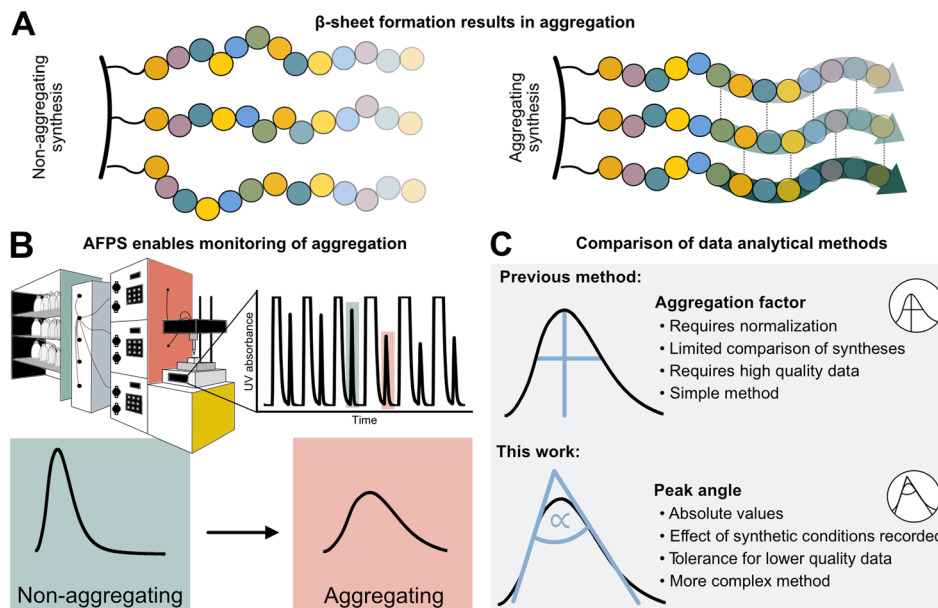 A
β-sheet formation results in aggregation
Non-aggregating
synthesis
Aggregating
synthesis
B
AFPS enables monitoring of aggregation
UV absorbance
Time
Non-aggregating
Aggregating
C
Comparison of data analytical methods
Previous method:
Aggregation factor
• Requires normalization
• Limited comparison of syntheses
• Requires high quality data
• Simple method
This work:
∝
Peak angle
• Absolute values
• Effect of synthetic conditions recorded
• Tolerance for lower quality data
• More complex method